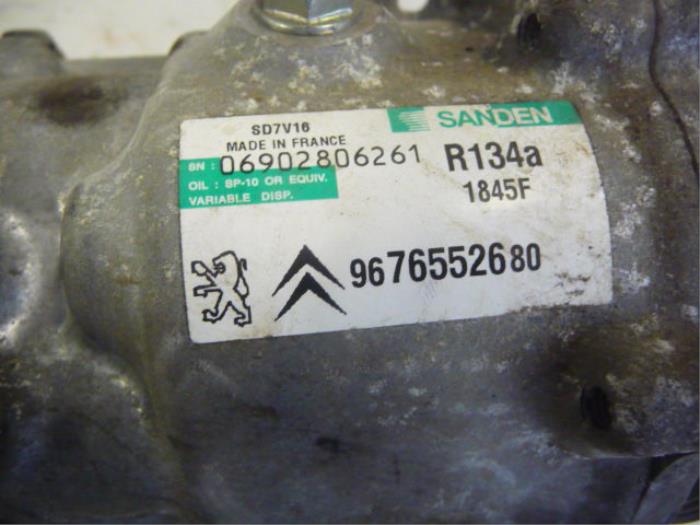 SD7V16
MADE IN FRANCE
SANDEN
SN: 06902806261
R134a
OIL : SP-10 OR EQUIV.
VARIABLE DISP.
1845F
9676552680